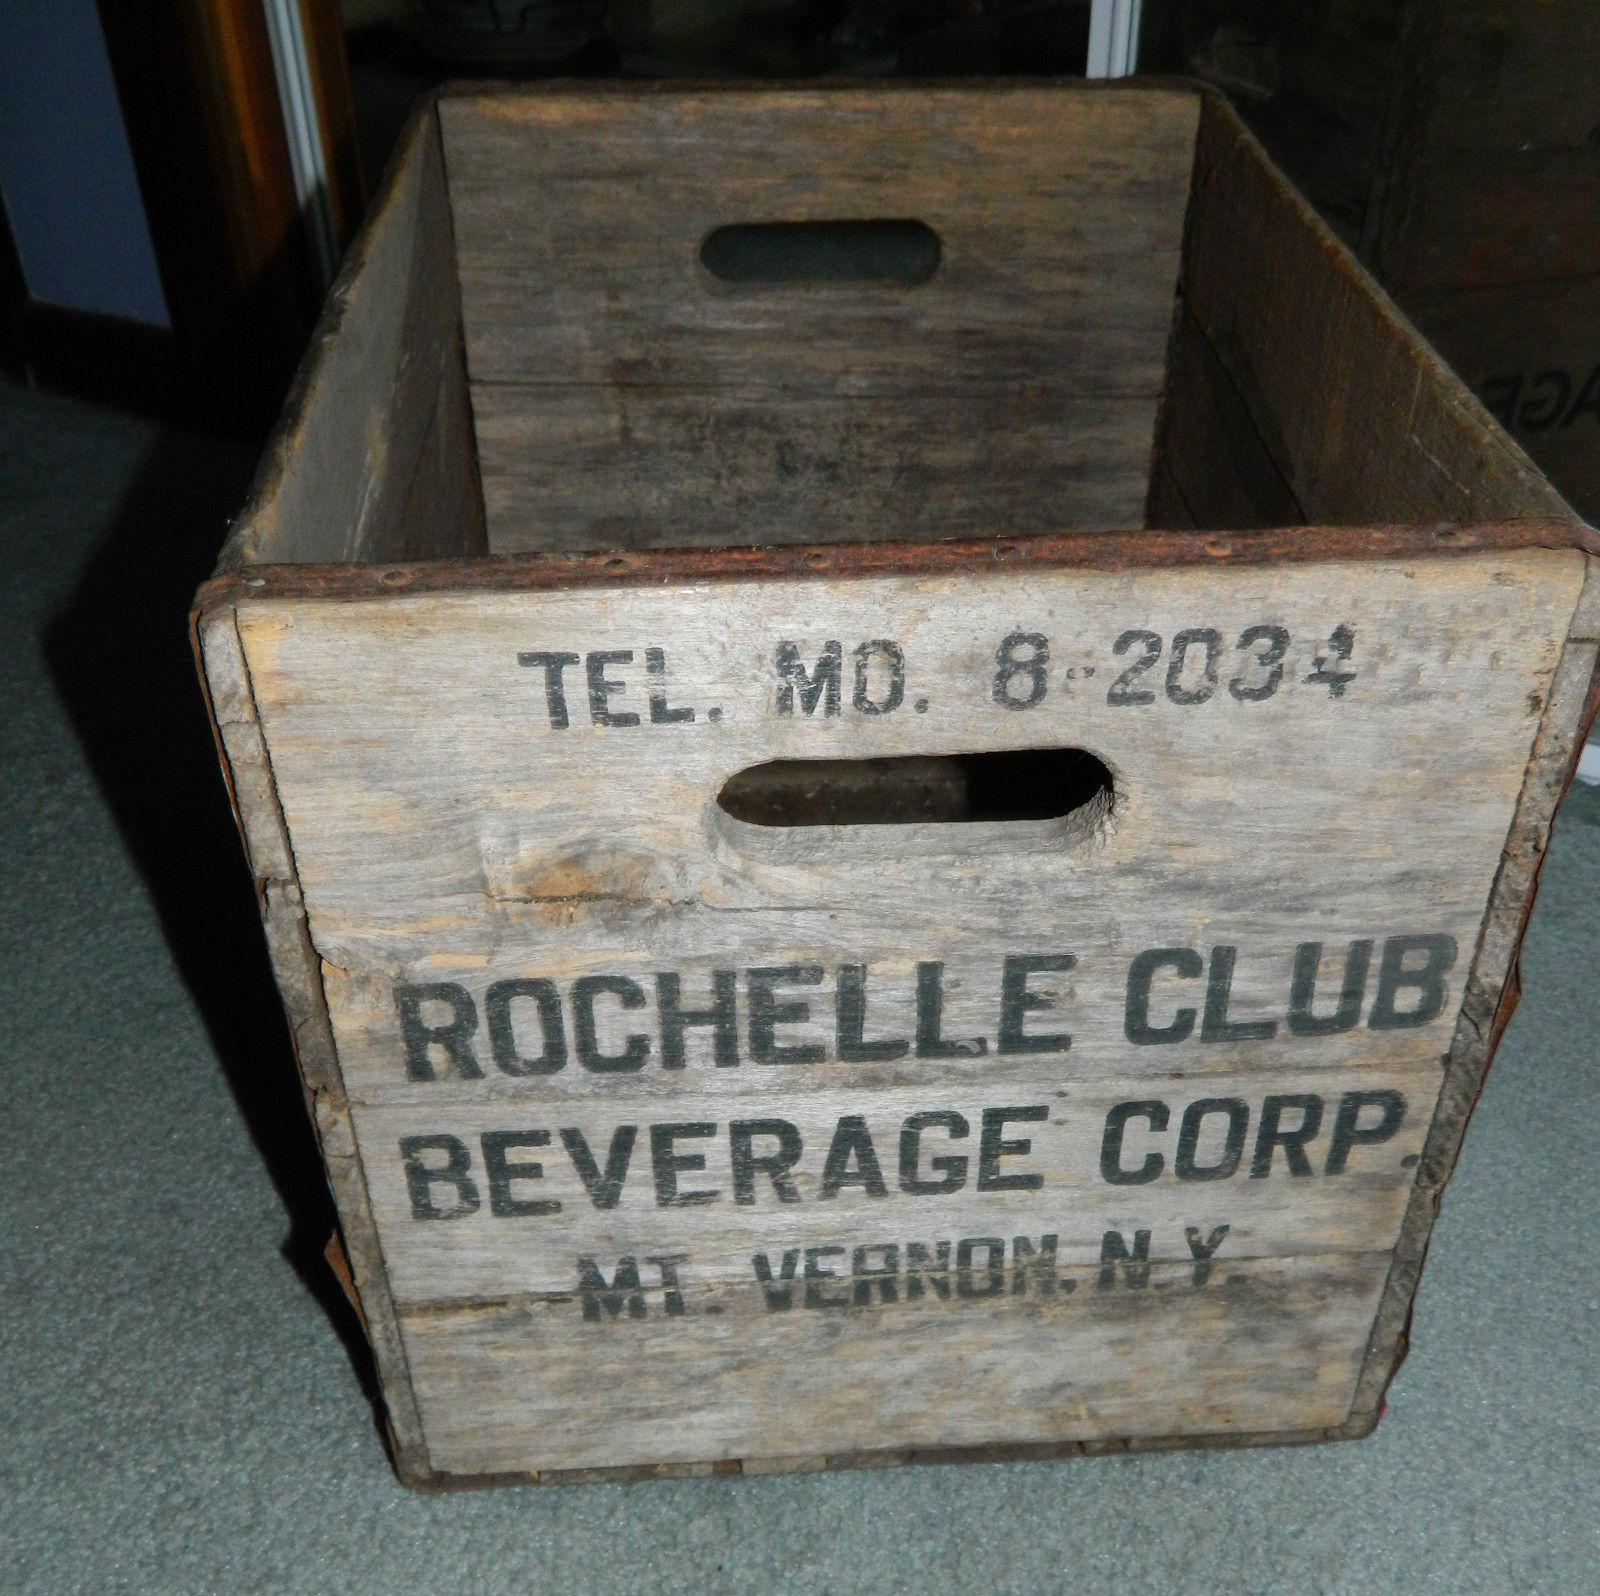 TEL. MO. 8-2034
ROCHELLE CLUB
BEVERAGE CORP.
MT. VERNON, N.Y.